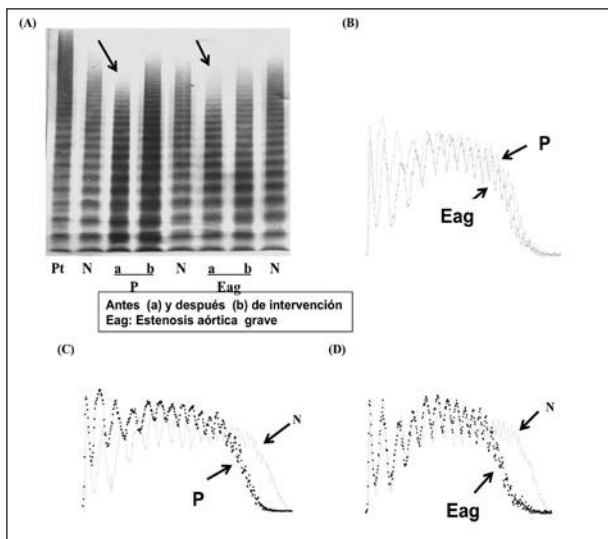 (A)
(B)
P
Eag
Pt N a b N a b N
P Eag
Antes (a) y después (b) de intervención
Eag: Estenosis aórtica grave
(C)
(D)
N
P
N
Eag